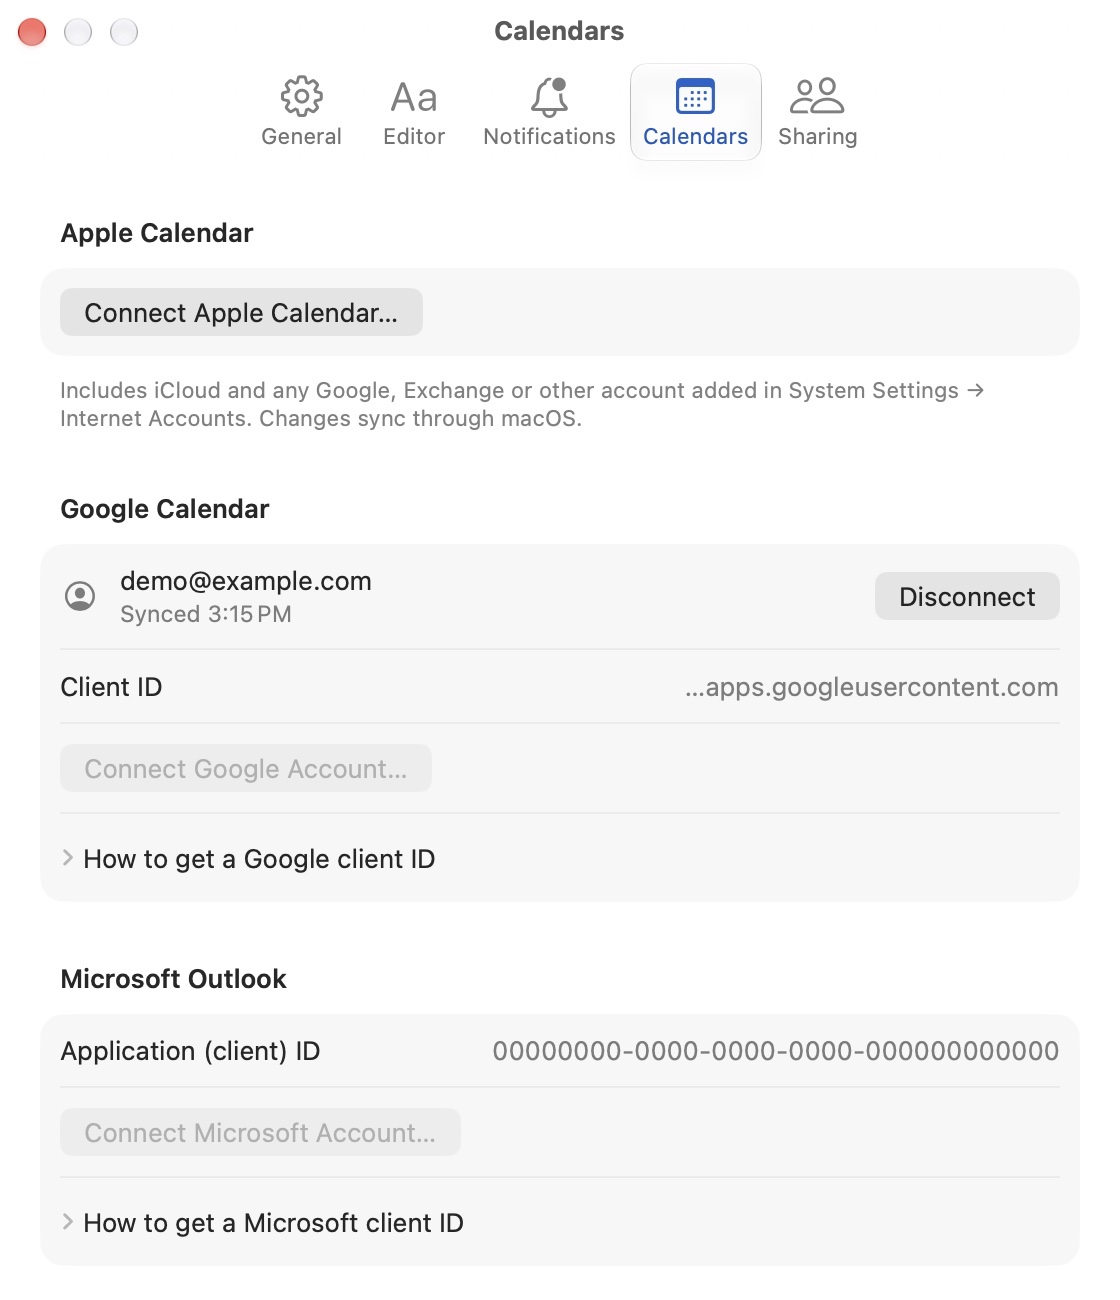 Calendars
General
Aa
Editor
Notifications
Calendars
Sharing
Apple Calendar
Connect Apple Calendar...
Includes iCloud and any Google, Exchange or other account added in System Settings →
Internet Accounts. Changes sync through macOS.
Google Calendar
demo@example.com
Synced 3:15 PM
Disconnect
Client ID
...apps.googleusercontent.com
Connect Google Account...
How to get a Google client ID
Microsoft Outlook
Application (client) ID
00000000-0000-0000-0000-000000000000
Connect Microsoft Account...
How to get a Microsoft client ID